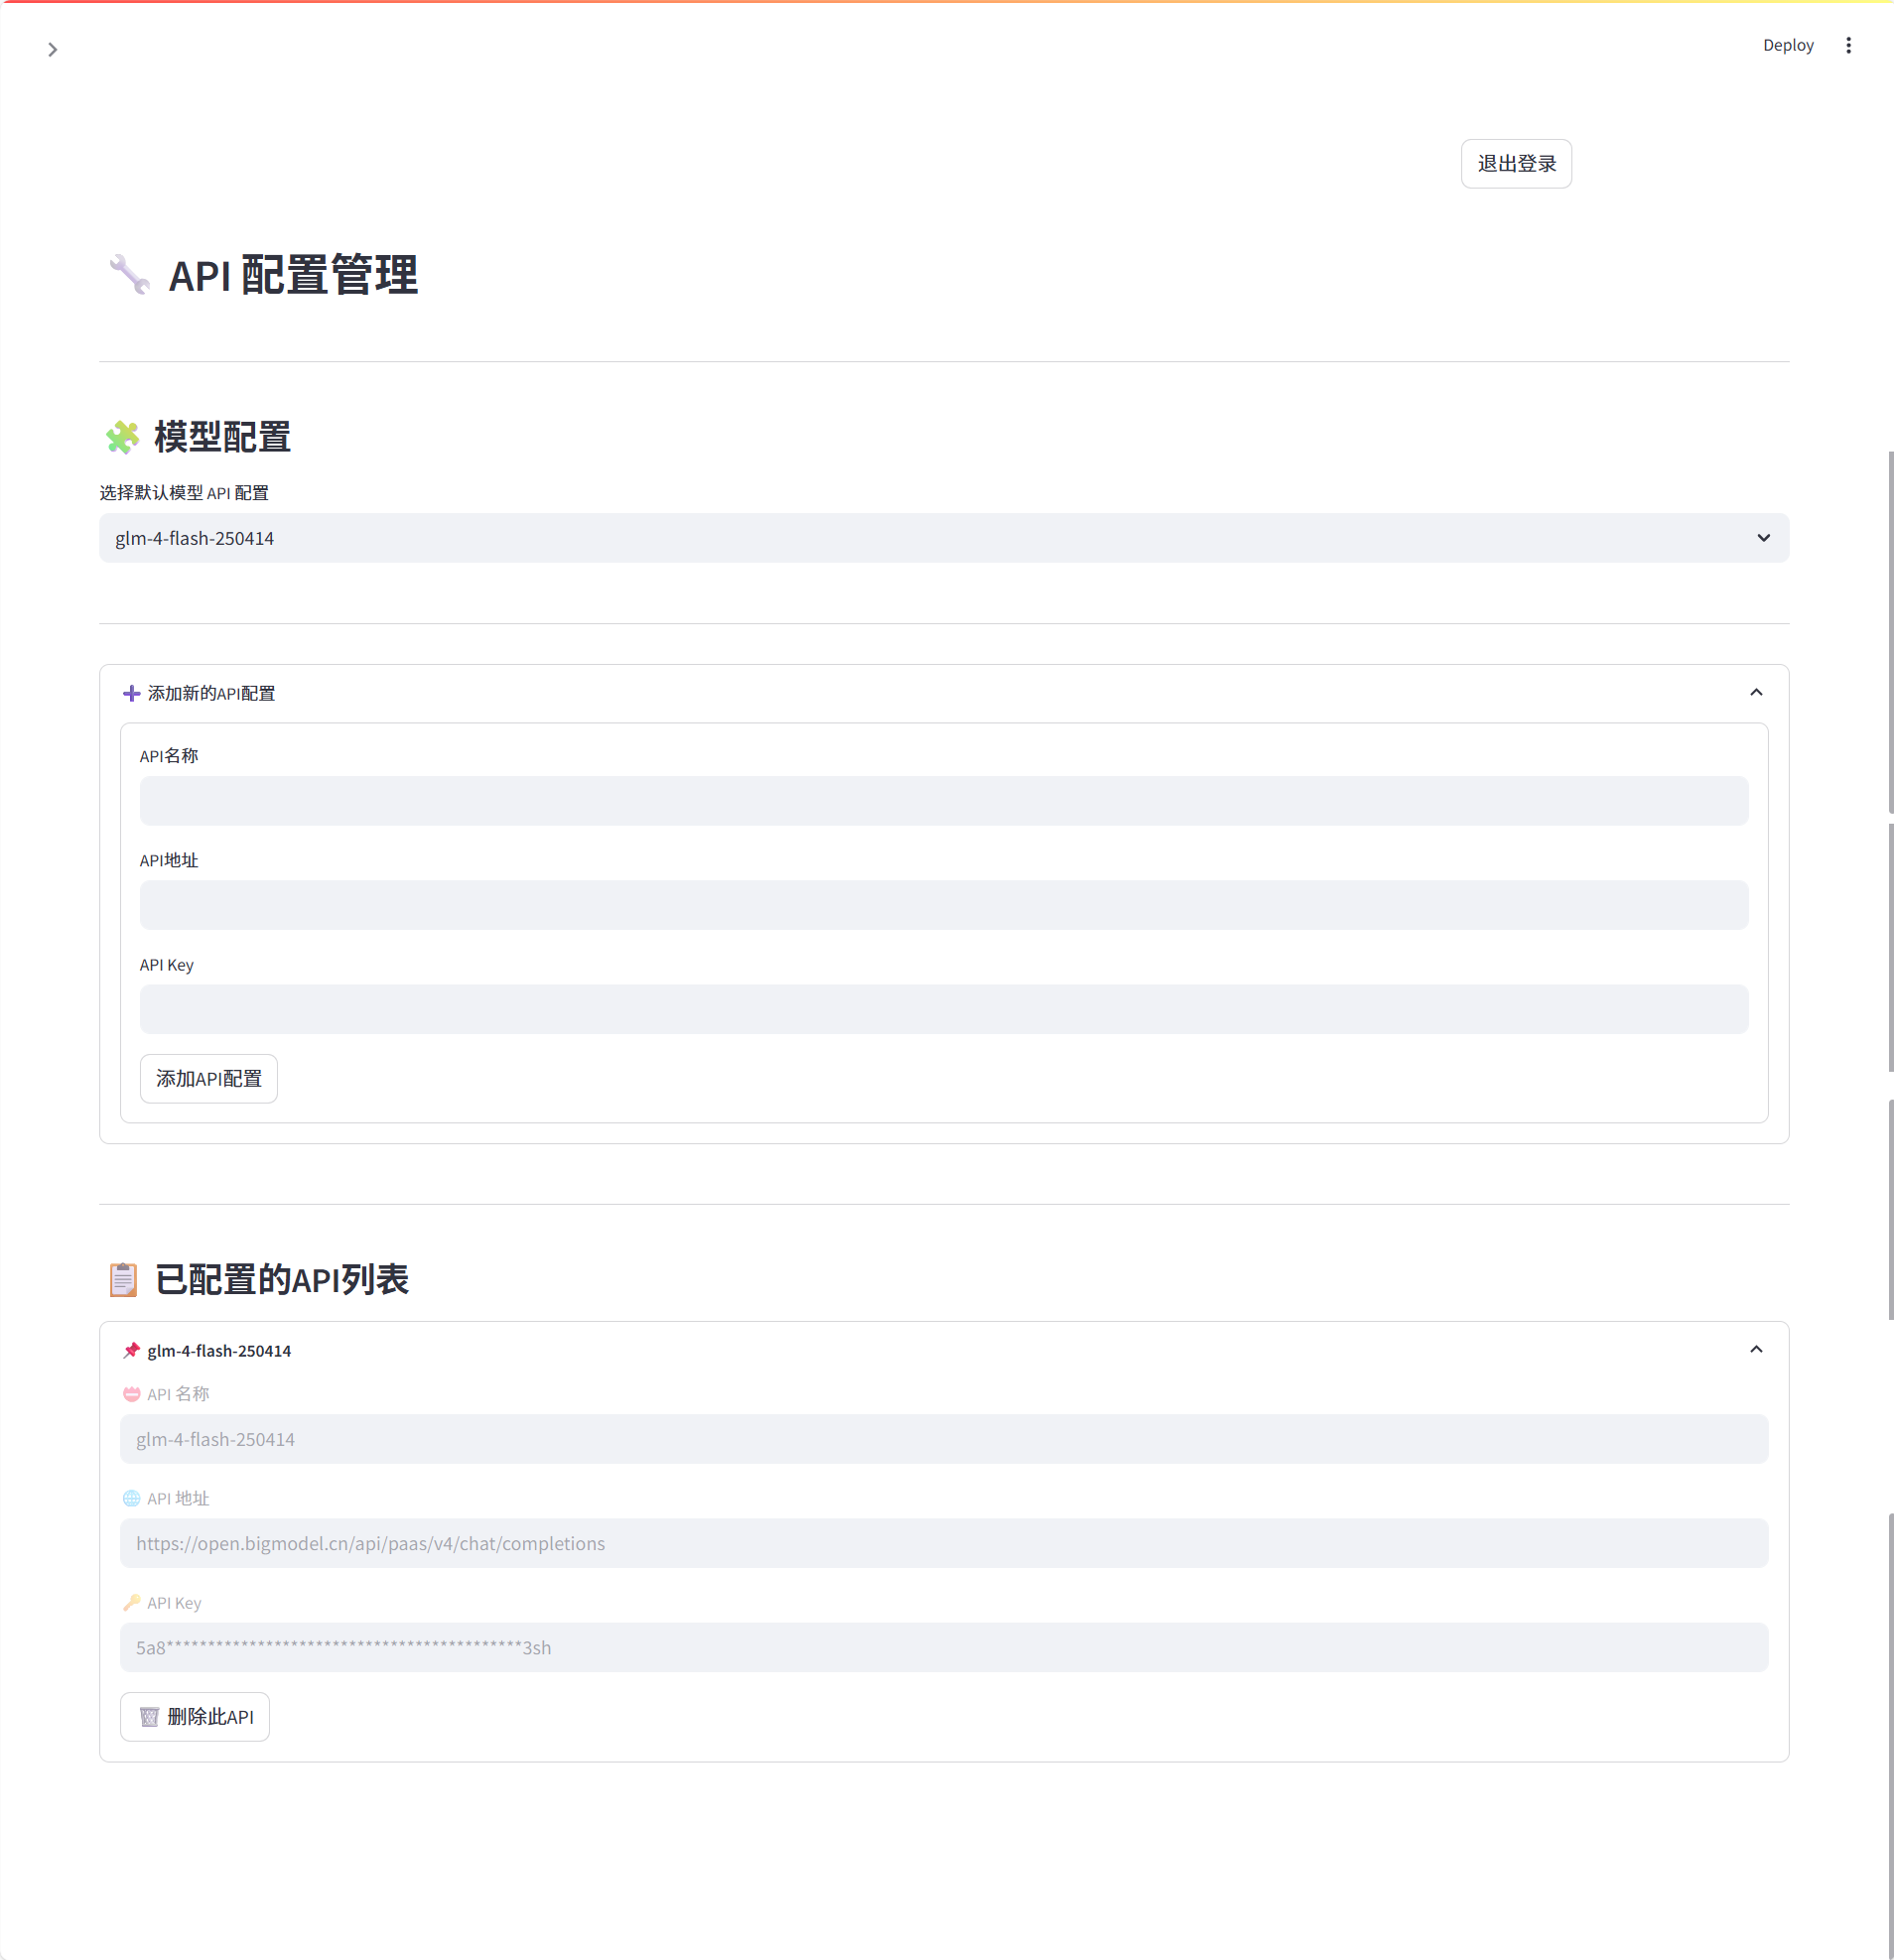 Deploy
退出登录
API 配置管理
模型配置
选择默认模型 API 配置
glm-4-flash-250414
添加新的API配置
API名称
API地址
API Key
添加API配置
已配置的API列表
glm-4-flash-250414
API 名称
glm-4-flash-250414
API 地址
https://open.bigmodel.cn/api/paas/v4/chat/completions
API Key
5a8*******************************************3sh
删除此API